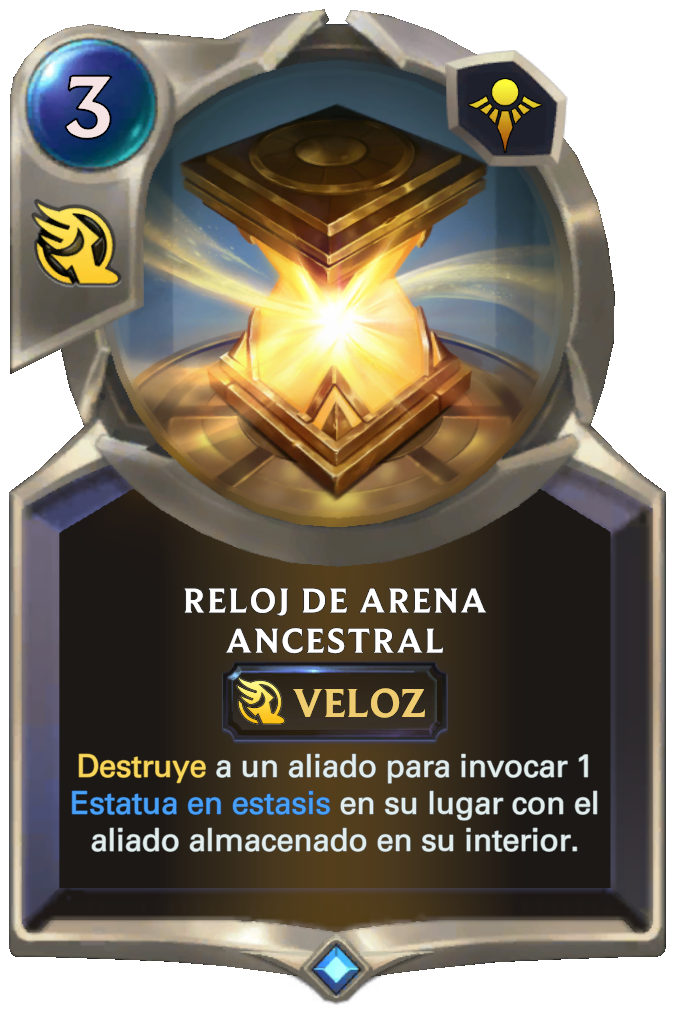 3
RELOJ DE ARENA
ANCESTRAL
VELOZ
Destruye a un aliado para invocar 1
Estatua en estasis en su lugar con el
aliado almacenado en su interior.